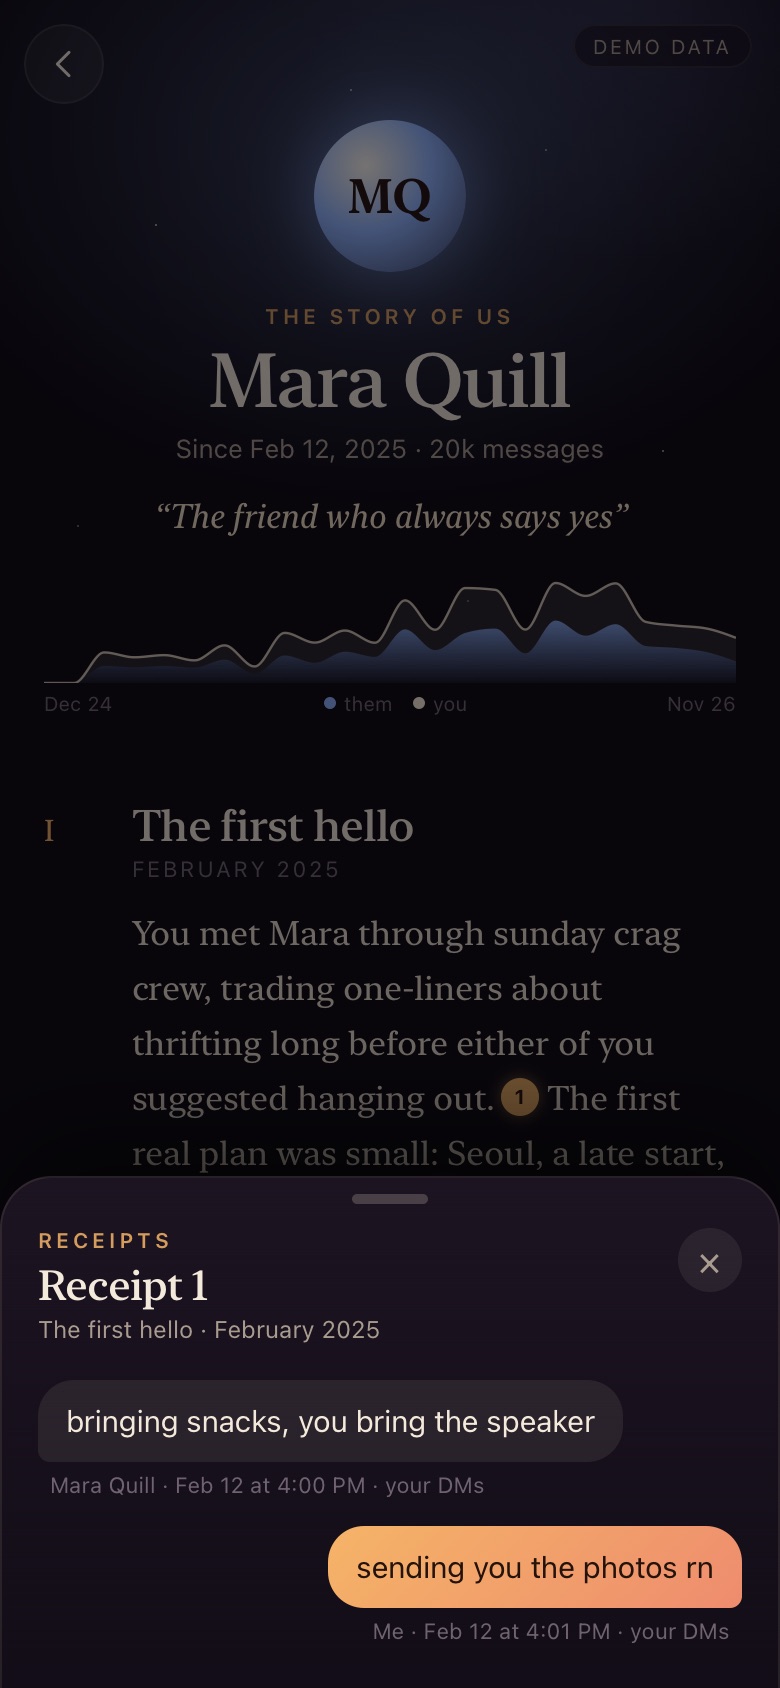 DEMO DATA
MQ
THE STORY OF US
Mara Quill
Since Feb 12, 2025 · 20k messages
“The friend who always says yes”
Dec 24
them
you
Nov 26
I
The first hello
FEBRUARY 2025
You met Mara through sunday crag
crew, trading one-liners about
thrifting long before either of you
suggested hanging out. 1 The first
real plan was small: Seoul, a late start,
RECEIPTS
Receipt 1
The first hello · February 2025
bringing snacks, you bring the speaker
Mara Quill · Feb 12 at 4:00 PM · your DMs
sending you the photos rn
Me · Feb 12 at 4:01 PM · your DMs